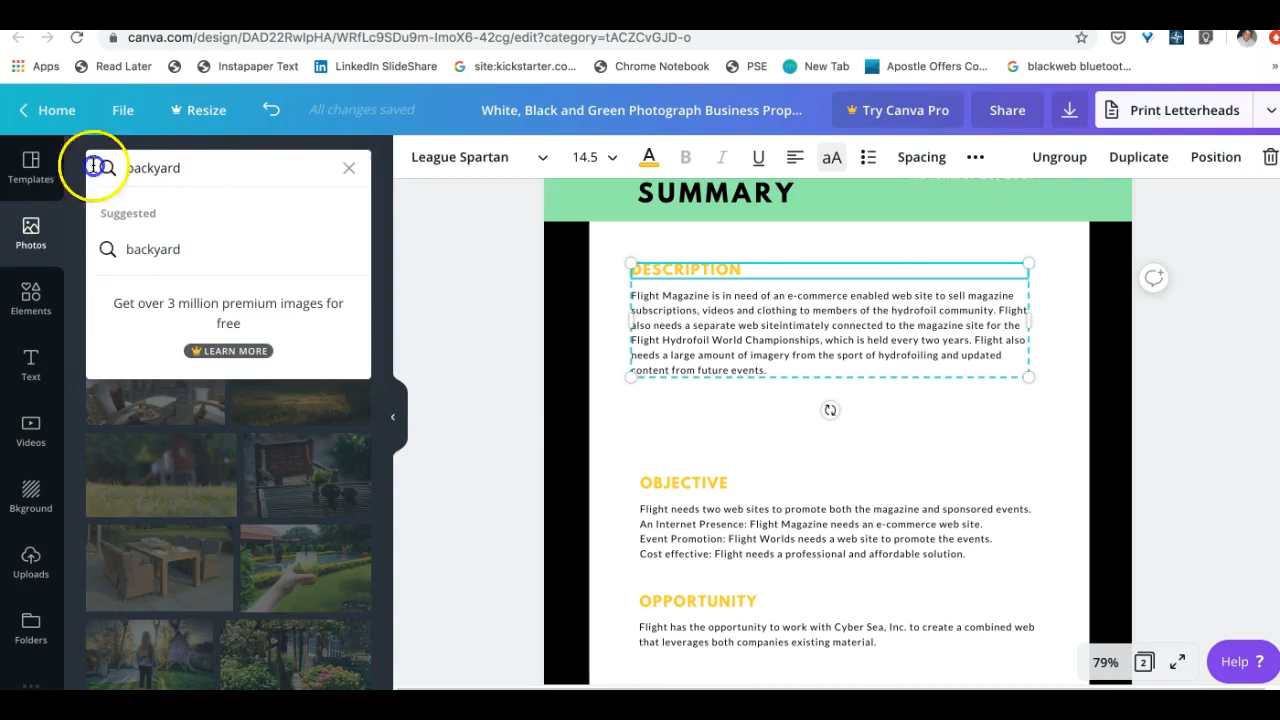 canva.com/design/DAD22RwIpHA/WRfLc9SDu9m-ImoX6-42cg/edit?category=tACZCvGJD-o
Apps Read Later Instapaper Text LinkedIn SlideShare site:kickstarter.co... Chrome Notebook PSE New Tab Apostle Offers Co... blackweb bluetoot... »
Home File Resize All changes saved White, Black and Green Photograph Business Prop... Try Canva Pro Share Print Letterheads
League Spartan 14.5 A B I U aA Spacing ••• Ungroup Duplicate Position
backyard
Suggested
backyard
Get over 3 million premium images for
free
LEARN MORE
Templates
Photos
Elements
Text
Videos
Bkground
Uploads
Folders
SUMMARY
DESCRIPTION
Flight Magazine is in need of an e-commerce enabled web site to sell magazine
subscriptions, videos and clothing to members of the hydrofoil community. Flight
also needs a separate web siteintimately connected to the magazine site for the
Flight Hydrofoil World Championships, which is held every two years. Flight also
needs a large amount of imagery from the sport of hydrofoiling and updated
content from future events.
OBJECTIVE
Flight needs two web sites to promote both the magazine and sponsored events.
An Internet Presence: Flight Magazine needs an e-commerce web site.
Event Promotion: Flight Worlds needs a web site to promote the events.
Cost effective: Flight needs a professional and affordable solution.
OPPORTUNITY
Flight has the opportunity to work with Cyber Sea, Inc. to create a combined web
that leverages both companies existing material.
79% 2 Help ?